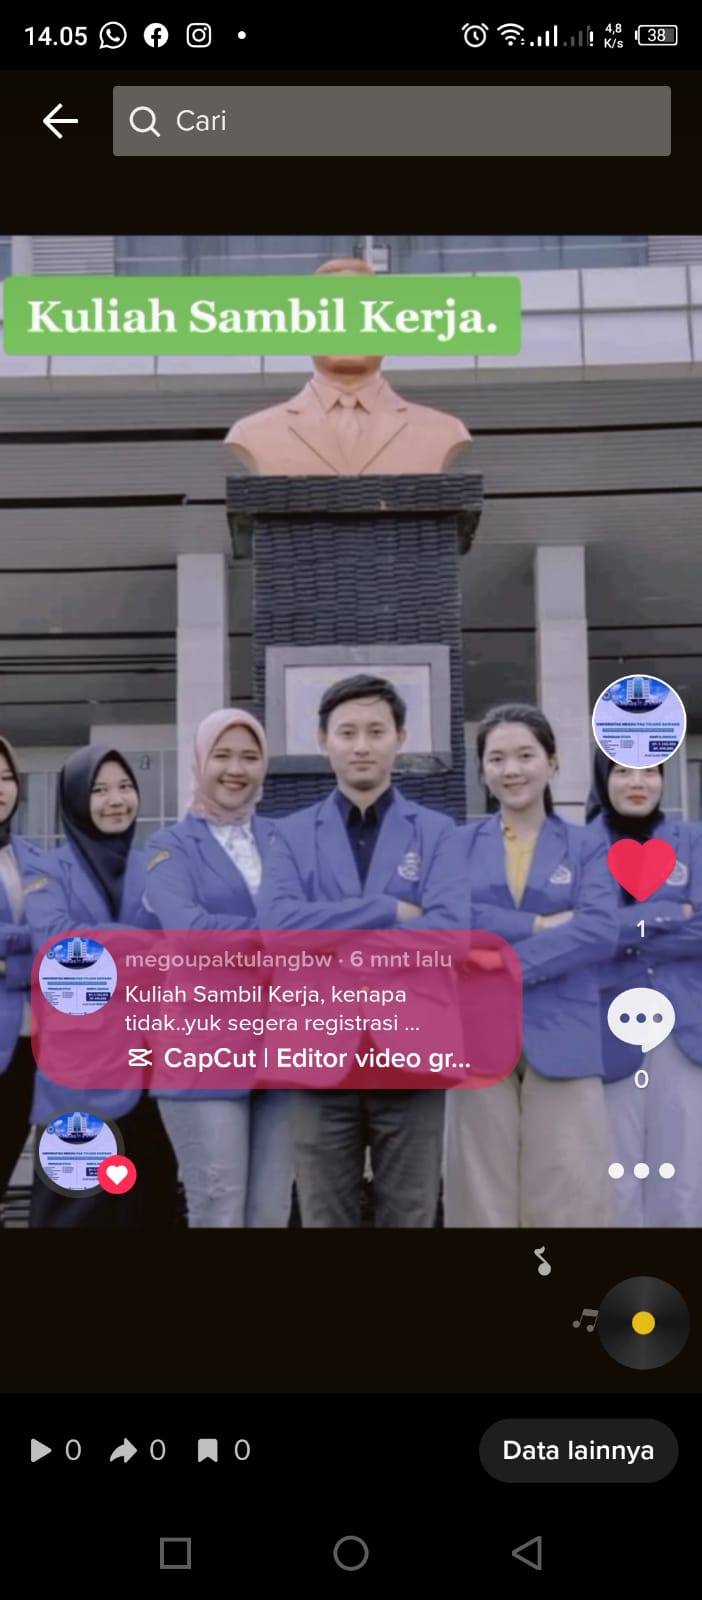 14.05
4,8
K/s
38
Cari
Kuliah Sambil Kerja.
1
megoupaktulangbw · 6 mnt lalu
Kuliah Sambil Kerja, kenapa
tidak..yuk segera registrasi ...
CapCut | Editor video gr...
0
0
0
0
Data lainnya